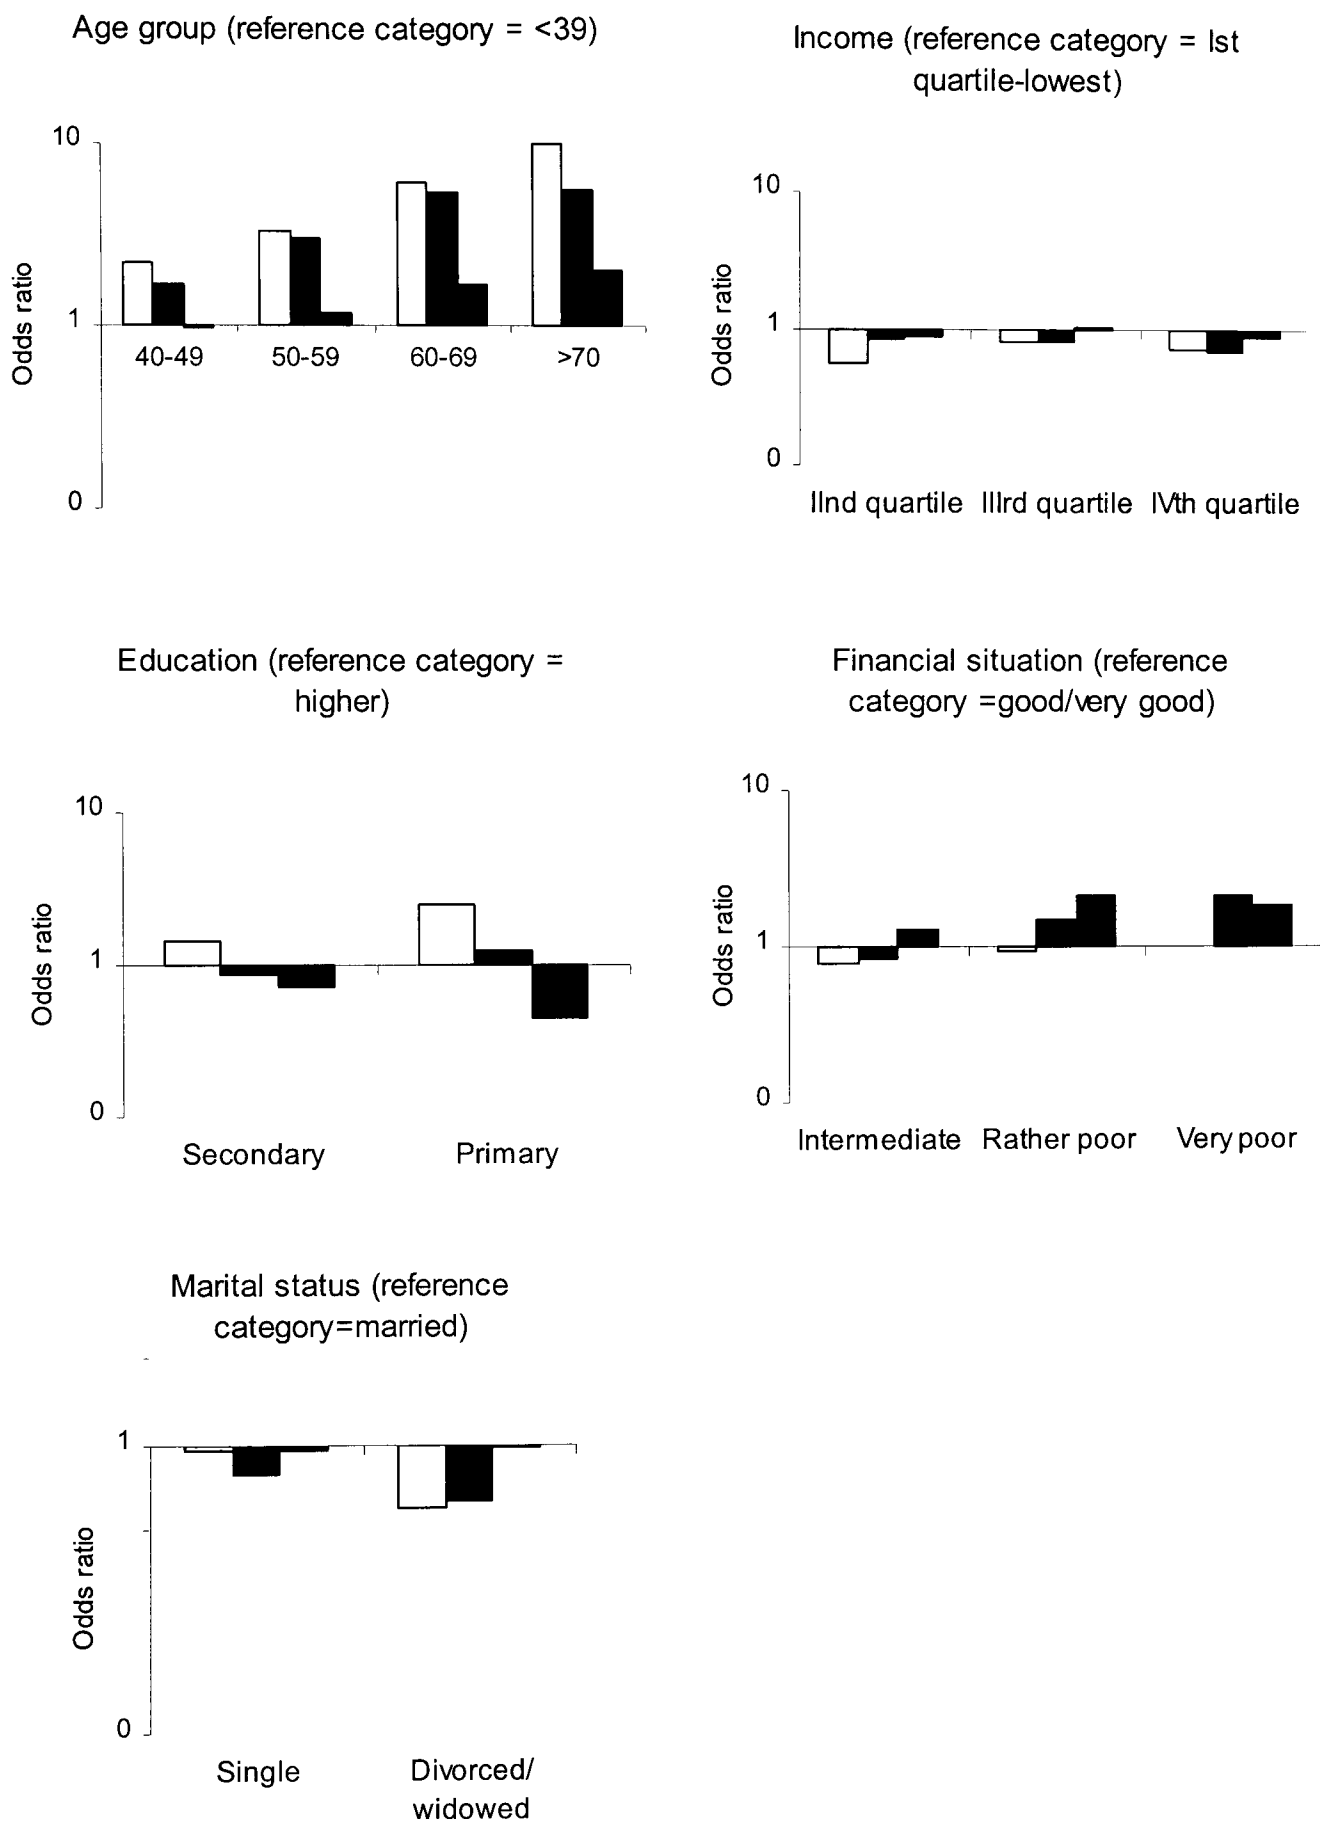 Age group (reference category = <39)
10
1
0
Odds ratio
40-49 50-59 60-69 >70
Income (reference category = Ist
quartile-lowest)
10
1
0
Odds ratio
IInd quartile IIIrd quartile IVth quartile
Education (reference category =
higher)
10
1
0
Odds ratio
Secondary Primary
Financial situation (reference
category =good/very good)
10
1
0
Odds ratio
Intermediate Rather poor Very poor
Marital status (reference
category=married)
1
0
Odds ratio
Single Divorced/
widowed